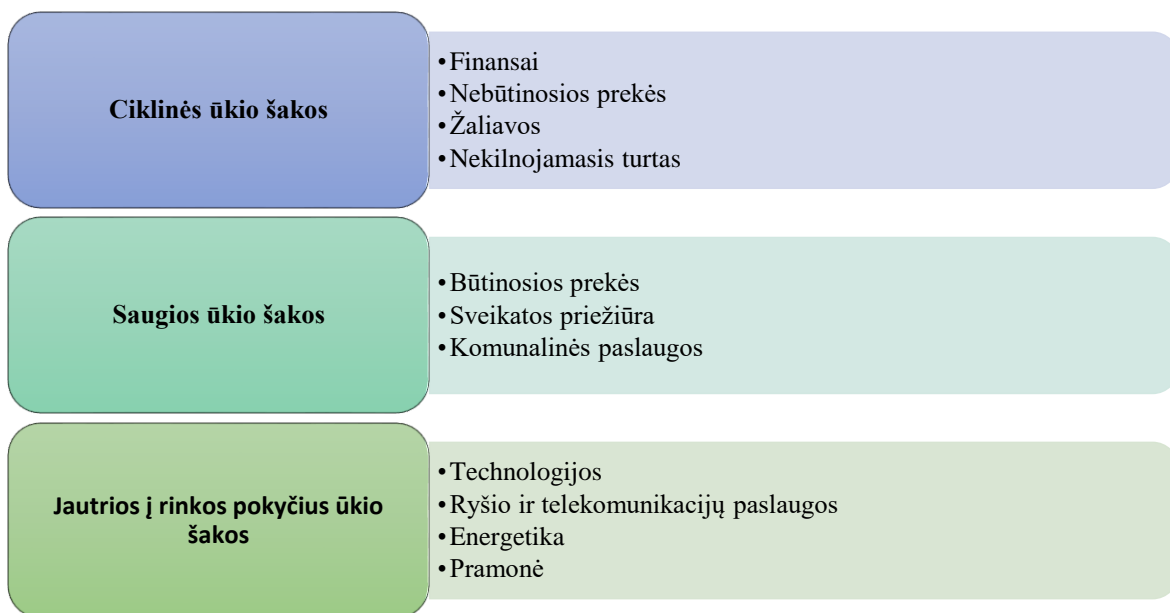 Ciklinės ūkio šakos
•Finansai
•Nebūtinosios prekės
•Žaliavos
•Nekilnojamasis turtas
Saugios ūkio šakos
•Būtinosios prekės
•Sveikatos priežiūra
•Komunalinės paslaugos
Jautrios į rinkos pokyčius ūkio
šakos
•Technologijos
•Ryšio ir telekomunikacijų paslaugos
•Energetika
•Pramonė